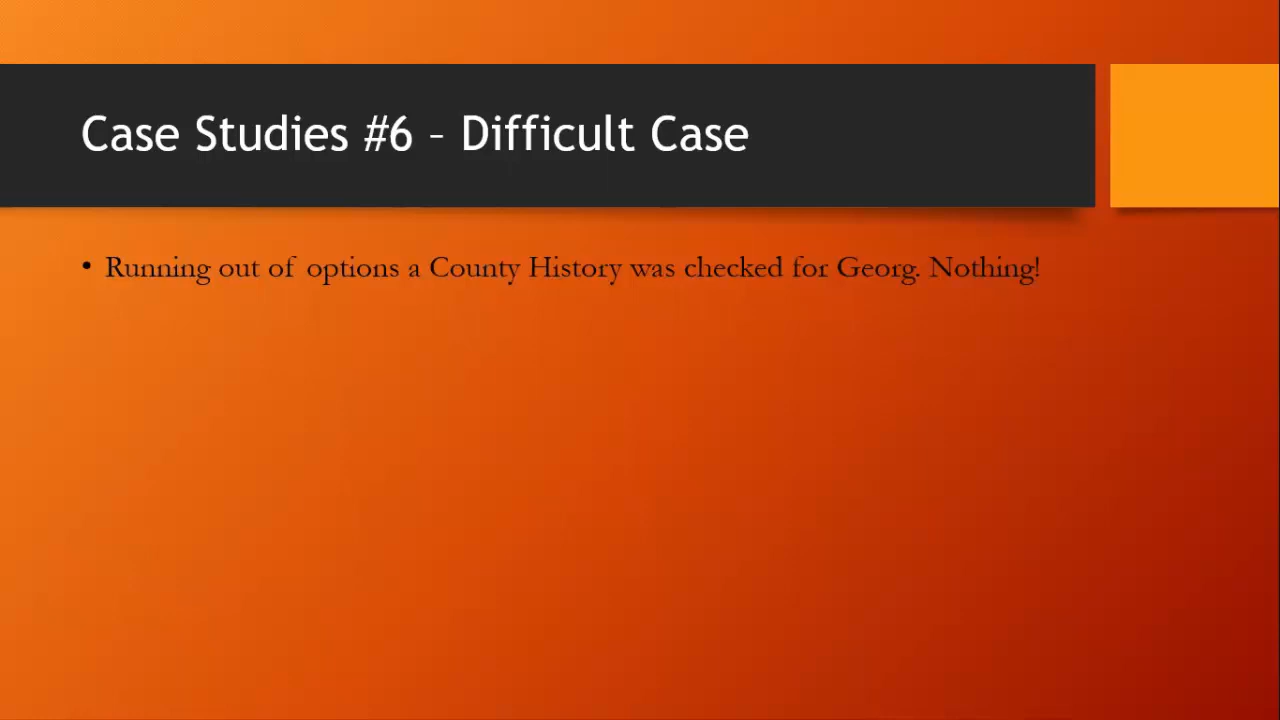 Case Studies #6 – Difficult Case
• Running out of options a County History was checked for Georg. Nothing!